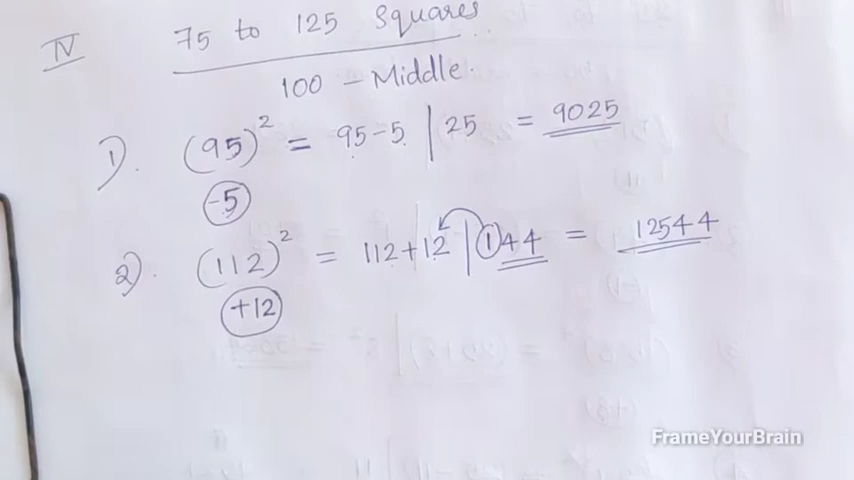 IV 75 to 125 Squares
100 - Middle.
1). (95)² = 95-5 | 25 = 9025
-5
2). (112)² = 112+12 | 144 = 12544
+12
FrameYourBrain